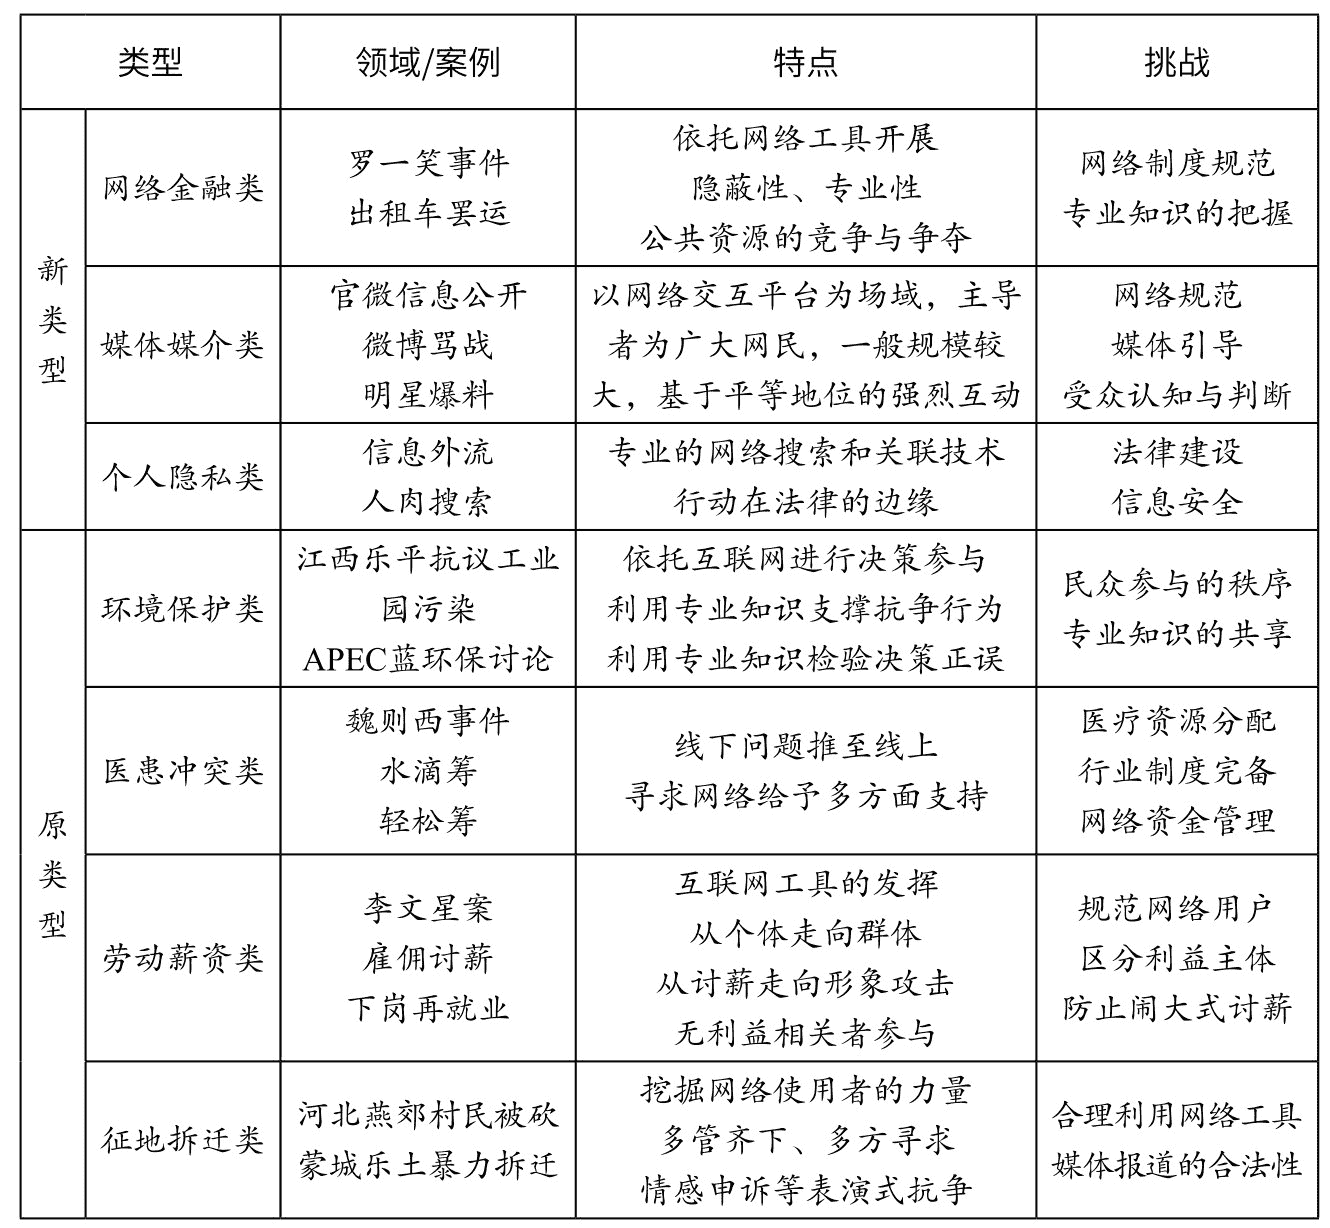 类型
领域/案例
特点
挑战
新
类
型
网络金融类
罗一笑事件
出租车罢运
依托网络工具开展
隐蔽性、专业性
公共资源的竞争与争夺
网络制度规范
专业知识的把握
媒体媒介类
官微信息公开
微博骂战
明星爆料
以网络交互平台为场域，主导
者为广大网民，一般规模较
大，基于平等地位的强烈互动
网络规范
媒体引导
受众认知与判断
个人隐私类
信息外流
人肉搜索
专业的网络搜索和关联技术
行动在法律的边缘
法律建设
信息安全
原
类
型
环境保护类
江西乐平抗议工业
园污染
APEC蓝环保讨论
依托互联网进行决策参与
利用专业知识支撑抗争行为
利用专业知识检验决策正误
民众参与的秩序
专业知识的共享
医患冲突类
魏则西事件
水滴筹
轻松筹
线下问题推至线上
寻求网络给予多方面支持
医疗资源分配
行业制度完备
网络资金管理
劳动薪资类
李文星案
雇佣讨薪
下岗再就业
互联网工具的发挥
从个体走向群体
从讨薪走向形象攻击
无利益相关者参与
规范网络用户
区分利益主体
防止闹大式讨薪
征地拆迁类
河北燕郊村民被砍
蒙城乐土暴力拆迁
挖掘网络使用者的力量
多管齐下、多方寻求
情感申诉等表演式抗争
合理利用网络工具
媒体报道的合法性